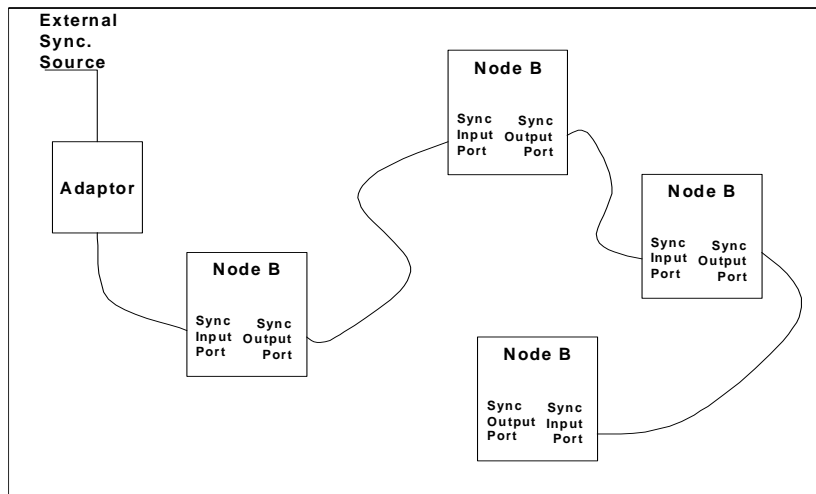 External
Sync.
Source
Adaptor
Node B
Sync
Input
Port
Sync
Output
Port
Node B
Sync
Input
Port
Sync
Output
Port
Node B
Sync
Input
Port
Sync
Output
Port
Node B
Sync
Output
Port
Sync
Input
Port